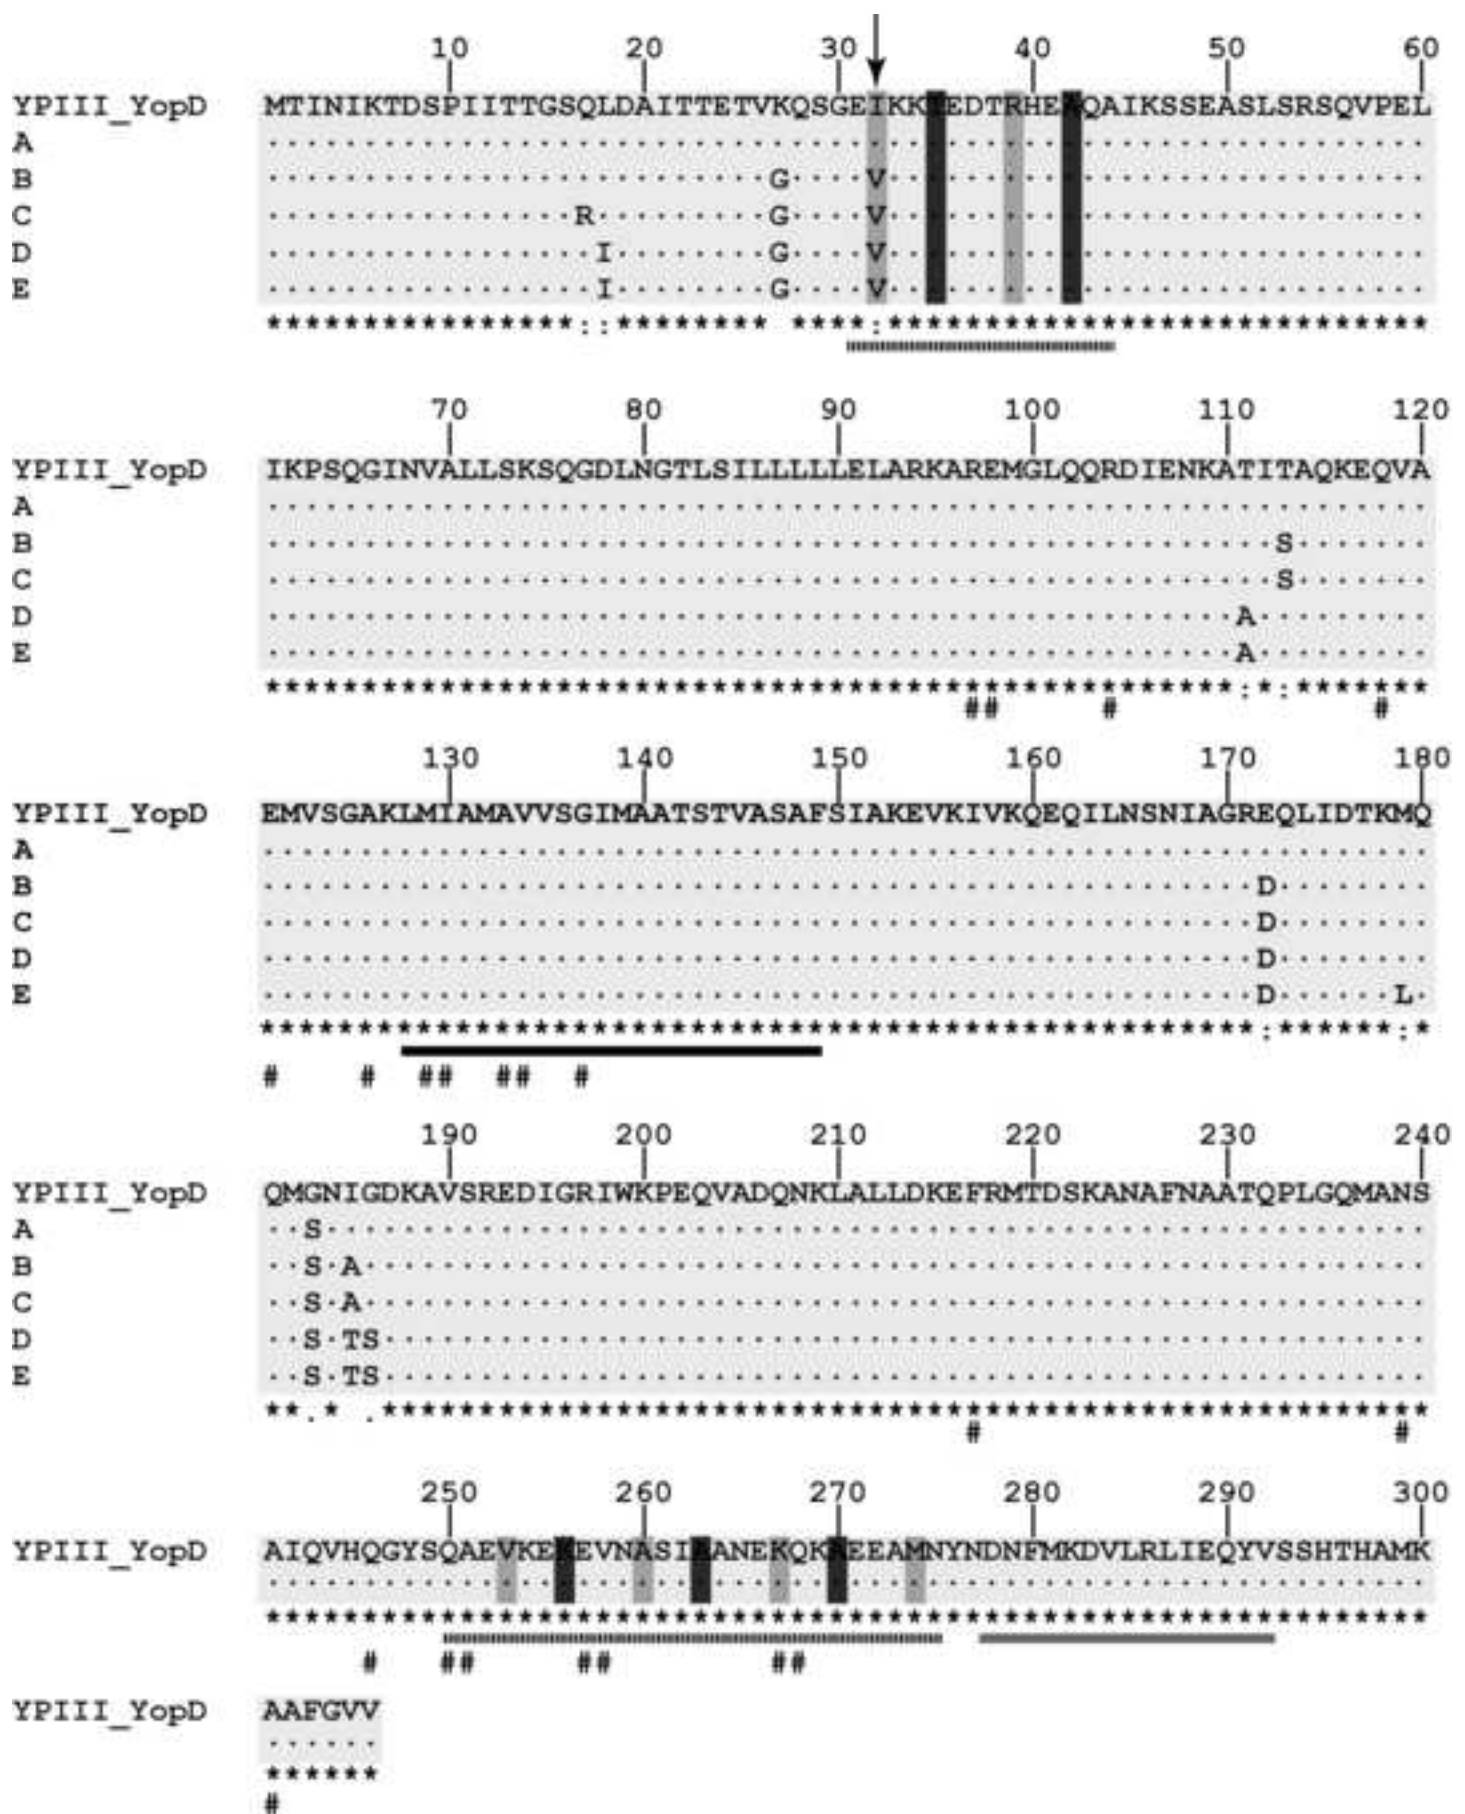 10 20 30 40 50 60
YPIII_YopD MTINIKTDSPIITTGSQLDAITTETVKQSGEIKKTEDTRHEAQAIKSSEASLSRSQVPEL
A ............................................................
B ..........................G....V............................
C ................R.........G....V............................
D .................I........G....V............................
E .................I........G....V............................
****************::******** ****:****************************
70 80 90 100 110 120
YPIII_YopD IKPSQGINVALLSKSQGDLNGTLSILLLLLELARKAREMGLQQRDIENKATITAQKEQVA
A ............................................................
B ....................................................S.......
C ....................................................S.......
D ..................................................A.........
E ..................................................A.........
**************************************************:*:*******
## # #
130 140 150 160 170 180
YPIII_YopD EMVSGAKLMIAMAVVSGIMAATSTVASAFSIAKEVKIVKQEQILNSNIAGREQLIDTKMQ
A ............................................................
B ...................................................D........
C ...................................................D........
D ...................................................D........
E ...................................................D......L.
***************************************************:******:*
# # ## ## #
190 200 210 220 230 240
YPIII_YopD QMGNIGDKAVSREDIGRIWKPEQVADQNKLALLDKEFRMTDSKANAFNAATQPLGQMANS
A ..S.........................................................
B ..S.A.......................................................
C ..S.A.......................................................
D ..S.TS......................................................
E ..S.TS......................................................
**.* .******************************************************
# #
250 260 270 280 290 300
YPIII_YopD AIQVHQGYSQAEVKEKEVNASIAANEKQKAEEAMNYNDNFMKDVLRLIEQYVSSHTHAMK
............................................................
************************************************************
# ## ## ##
YPIII_YopD AAFGVV
......
******
#